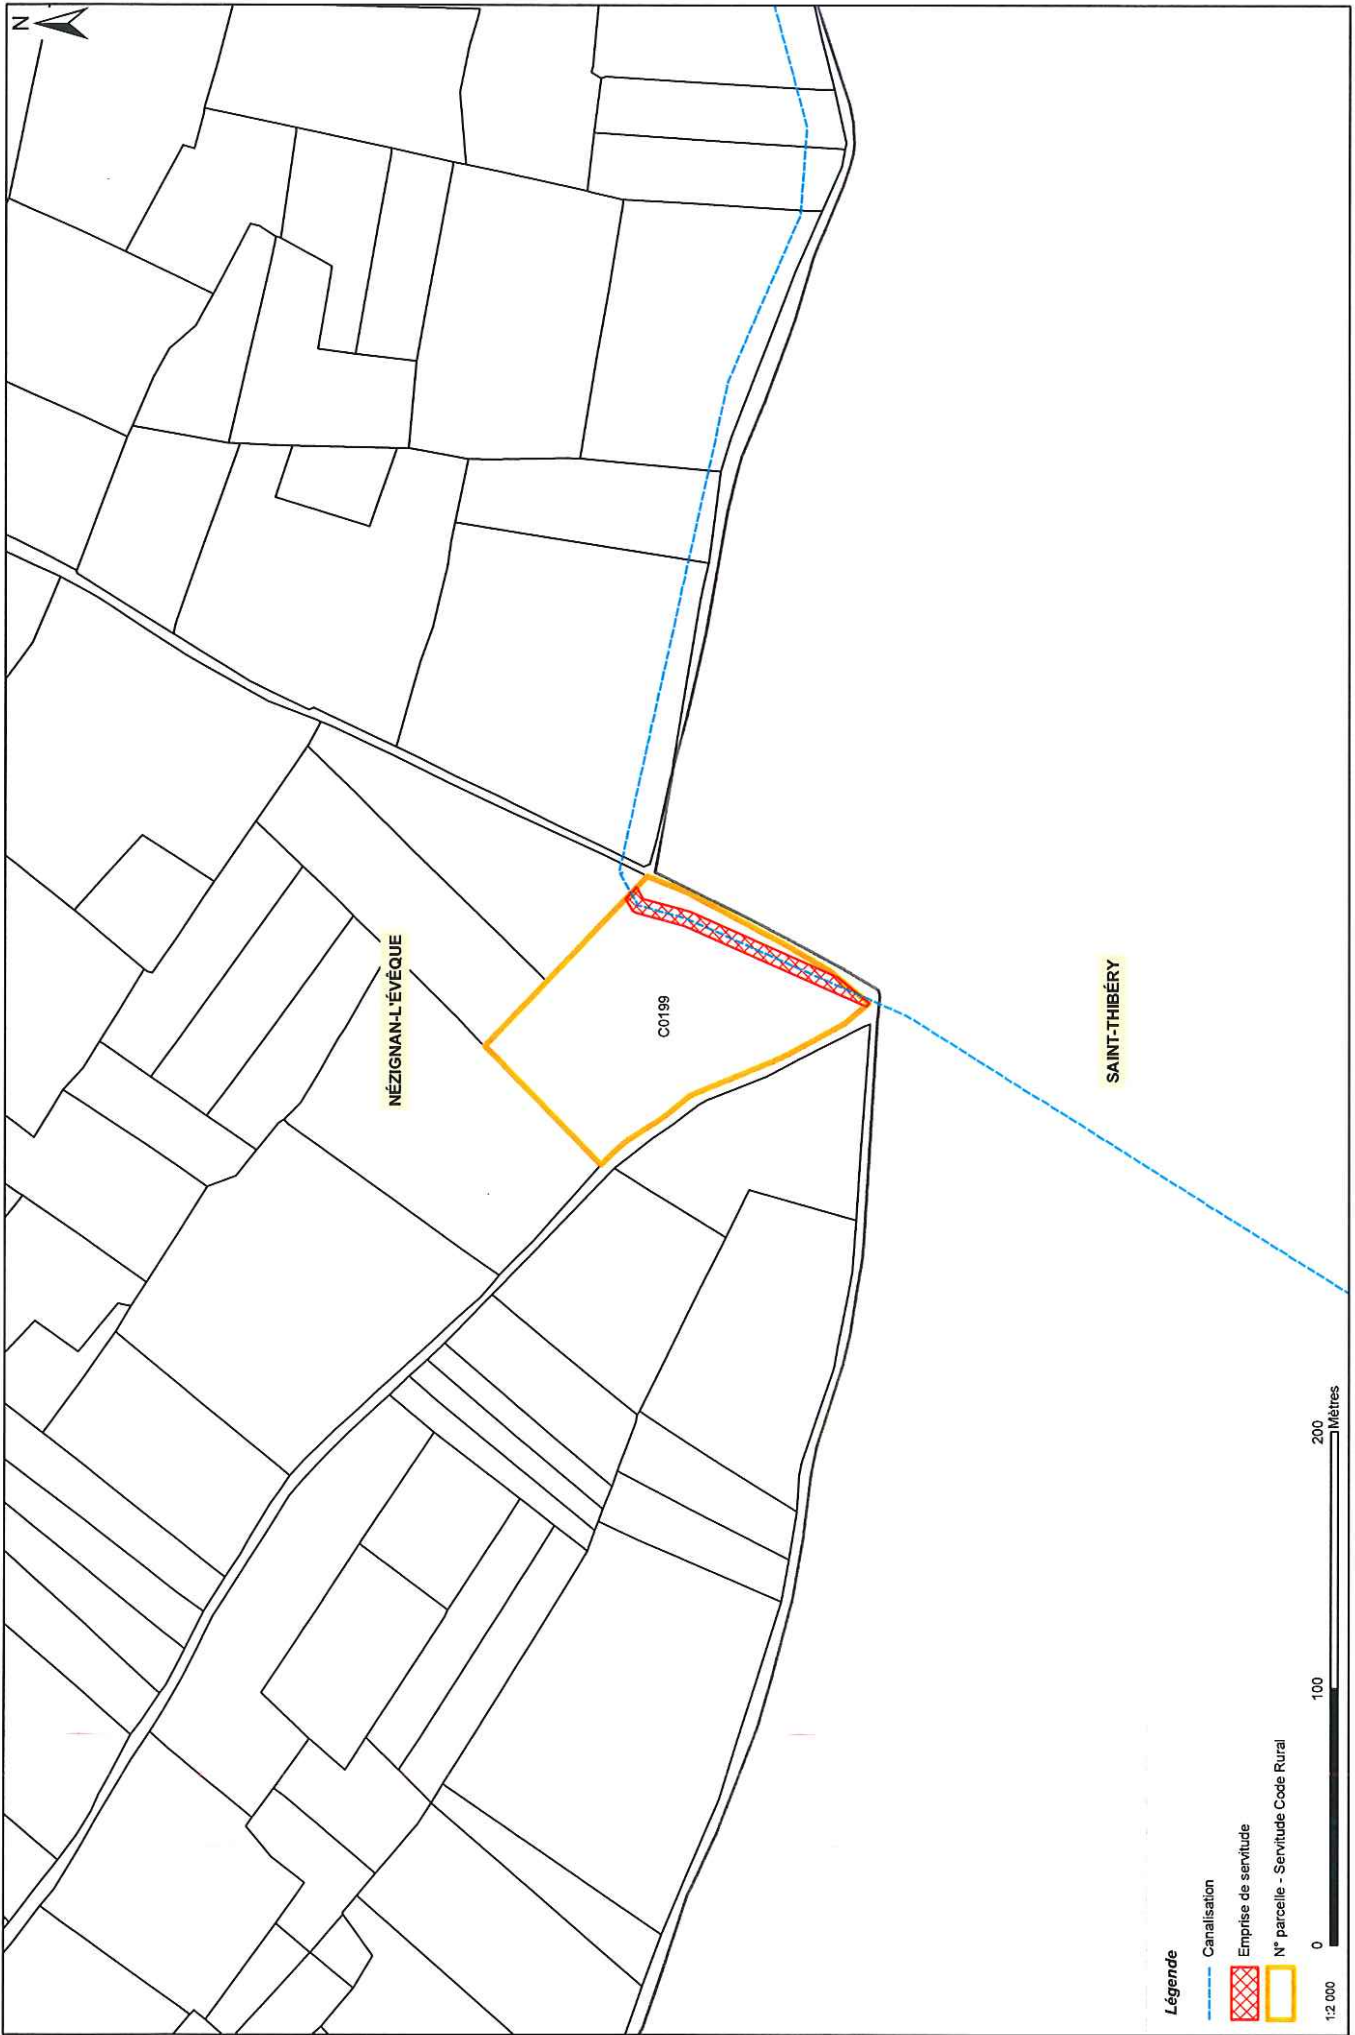 N
NÉZIGNAN-L'ÉVÊQUE
C0199
SAINT-THIBÉRY
Légende
Canalisation
Emprise de servitude
N° parcelle - Servitude Code Rural
1:2 000
0 100 200
Mètres